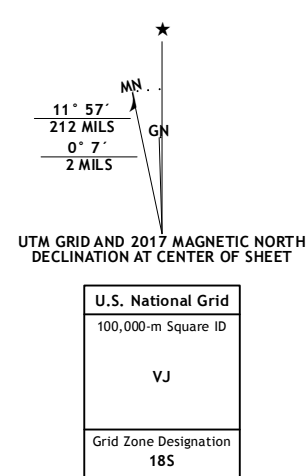 ★
MN
11° 57´
212 MILS
GN
0° 7´
2 MILS
UTM GRID AND 2017 MAGNETIC NORTH
DECLINATION AT CENTER OF SHEET
U.S. National Grid
100,000-m Square ID
VJ
Grid Zone Designation
18S